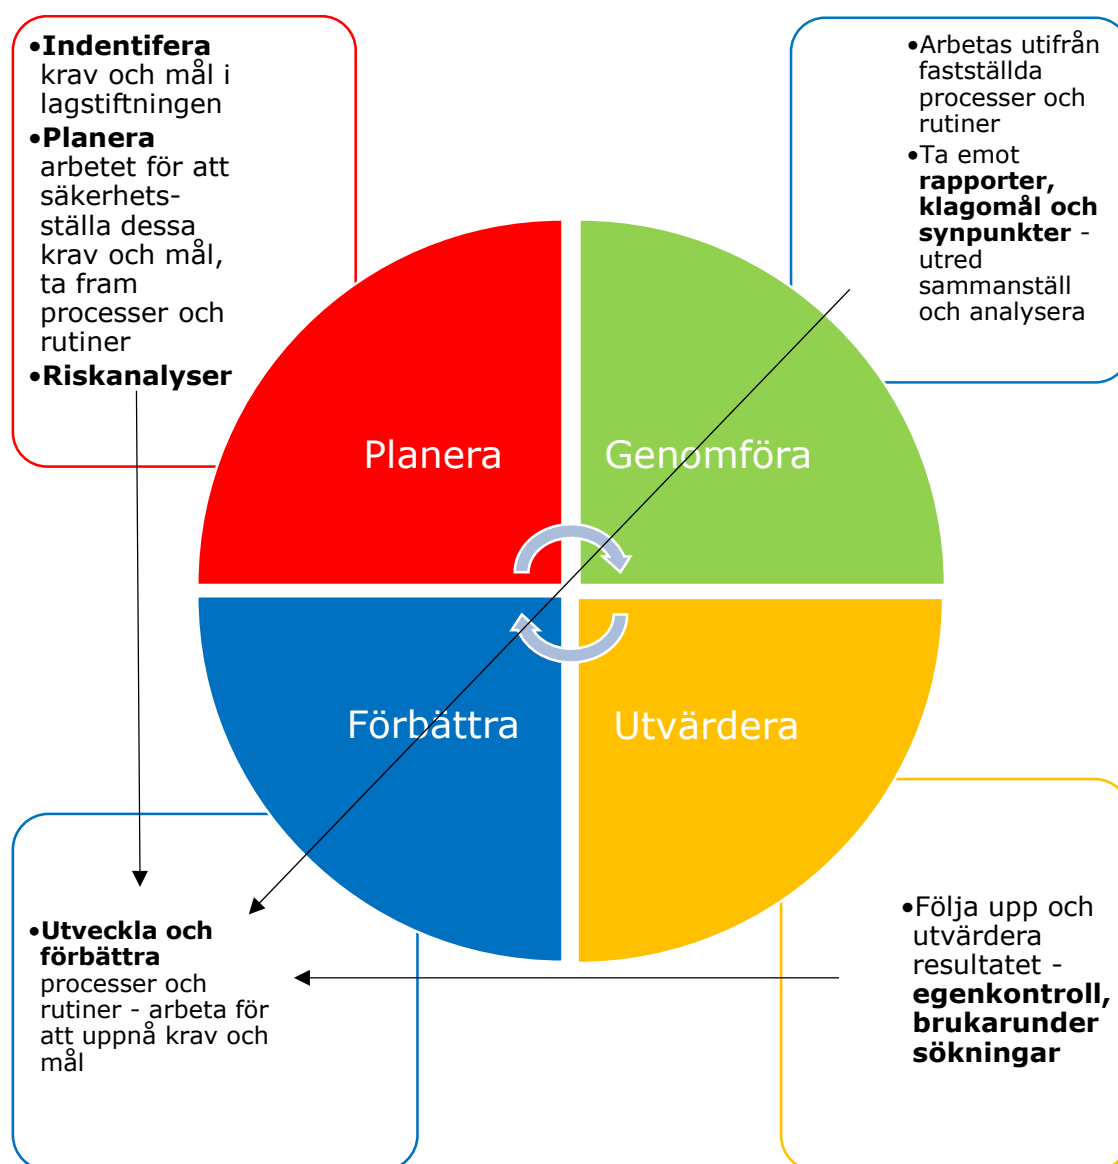 •Indentifera
krav och mål i
lagstiftningen
•Planera
arbetet för att
säkerhets-
ställa dessa
krav och mål,
ta fram
processer och
rutiner
•Riskanalyser
•Arbetas utifrån
fastställda
processer och
rutiner
•Ta emot
rapporter,
klagomål och
synpunkter -
utred
sammanställ
och analysera
Planera
Genomföra
Förbättra
Utvärdera
•Utveckla och
förbättra
processer och
rutiner - arbeta för
att uppnå krav och
mål
•Följa upp och
utvärdera
resultatet -
egenkontroll,
brukarunder
sökningar